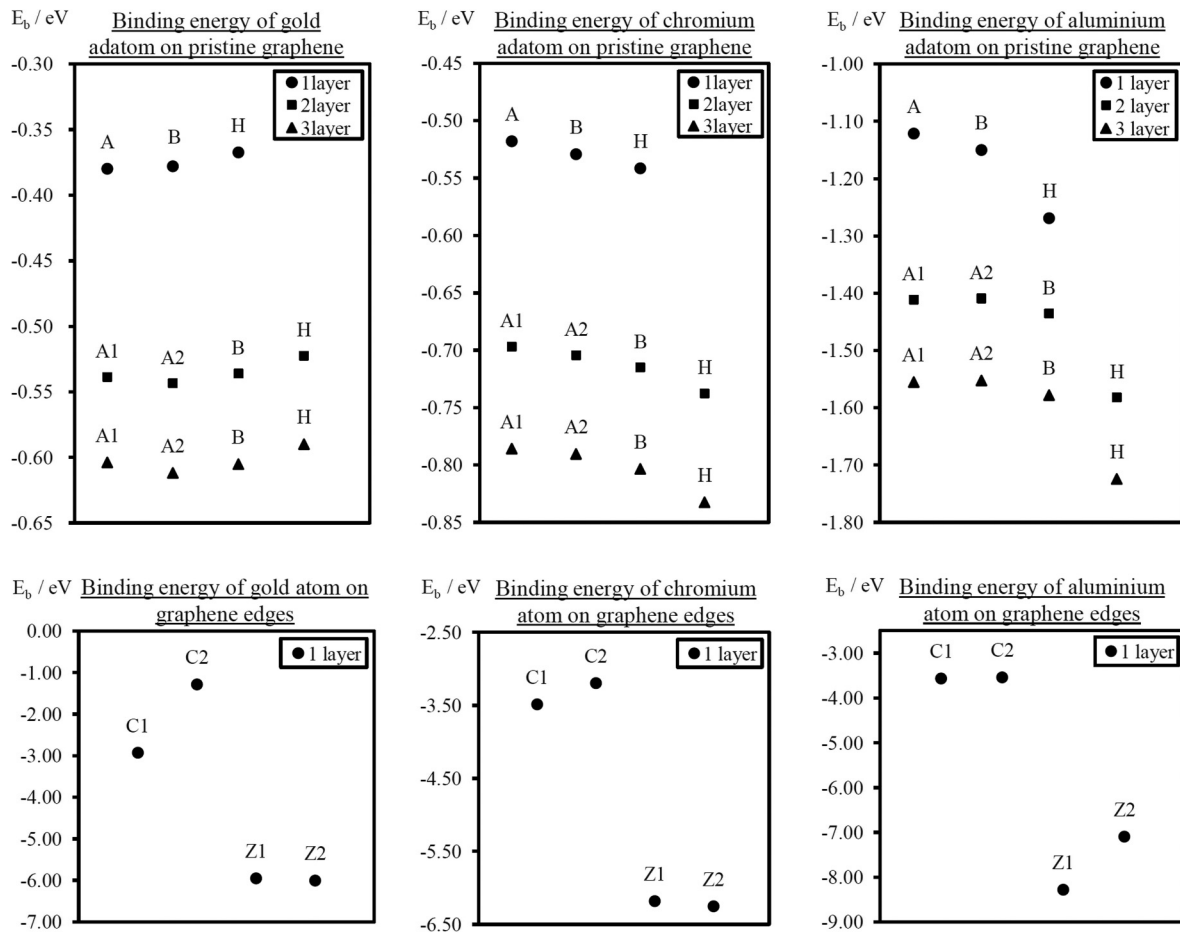 E_b / eV
Binding energy of gold
adatom on pristine graphene
-0.30
-0.35
-0.40
-0.45
-0.50
-0.55
-0.60
-0.65
1layer
2layer
3layer
A
B
H
A1
A2
B
H
A1
A2
B
H
E_b / eV
Binding energy of chromium
adatom on pristine graphene
-0.45
-0.50
-0.55
-0.60
-0.65
-0.70
-0.75
-0.80
-0.85
1layer
2layer
3layer
A
B
H
A1
A2
B
H
A1
A2
B
H
E_b / eV
Binding energy of aluminium
adatom on pristine graphene
-1.00
-1.10
-1.20
-1.30
-1.40
-1.50
-1.60
-1.70
-1.80
1 layer
2 layer
3 layer
A
B
H
A1
A2
B
H
A1
A2
B
H
E_b / eV
Binding energy of gold atom on
graphene edges
0.00
-1.00
-2.00
-3.00
-4.00
-5.00
-6.00
-7.00
1 layer
C2
C1
Z1
Z2
E_b / eV
Binding energy of chromium
atom on graphene edges
-2.50
-3.50
-4.50
-5.50
-6.50
1 layer
C1
C2
Z1
Z2
E_b / eV
Binding energy of aluminium
atom on graphene edges
-3.00
-4.00
-5.00
-6.00
-7.00
-8.00
-9.00
1 layer
C1
C2
Z2
Z1